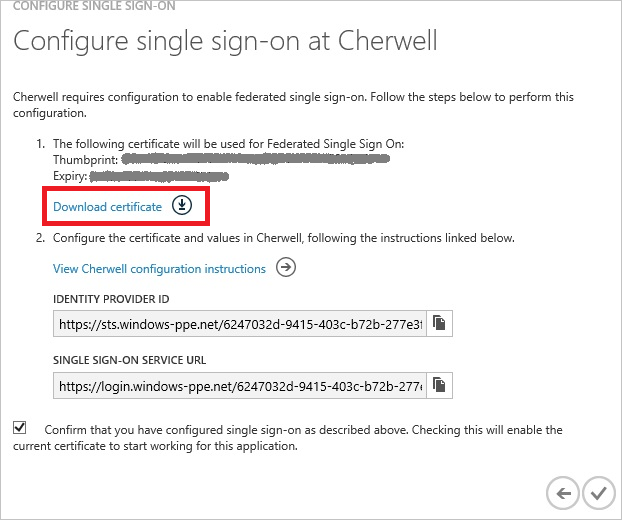 CONFIGURE SINGLE SIGN-ON
Configure single sign-on at Cherwell
Cherwell requires configuration to enable federated single sign-on. Follow the steps below to perform this
configuration.
1. The following certificate will be used for Federated Single Sign On:
Thumbprint:
Expiry:
Download certificate
2. Configure the certificate and values in Cherwell, following the instructions linked below.
View Cherwell configuration instructions
IDENTITY PROVIDER ID
https://sts.windows-ppe.net/6247032d-9415-403c-b72b-277e3f
SINGLE SIGN-ON SERVICE URL
https://login.windows-ppe.net/6247032d-9415-403c-b72b-277e
Confirm that you have configured single sign-on as described above. Checking this will enable the
current certificate to start working for this application.